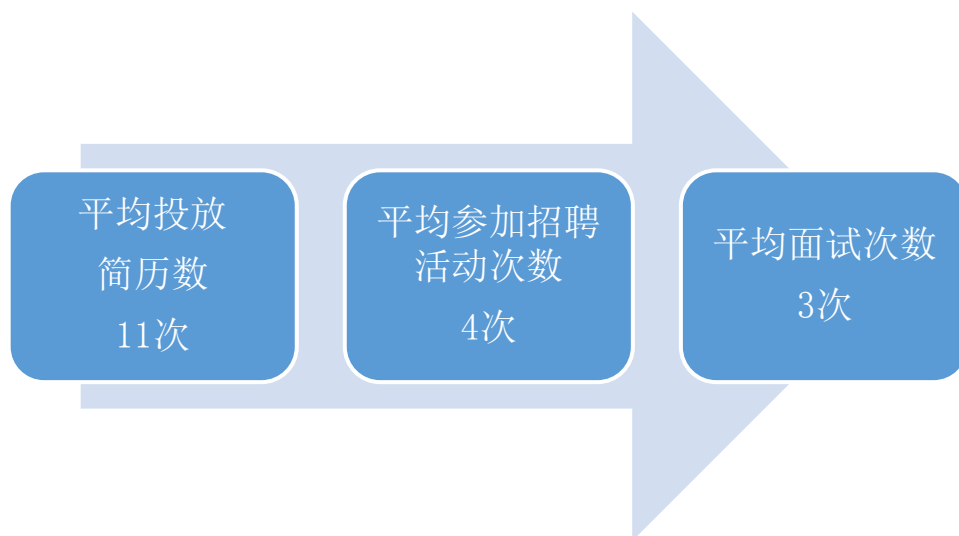 平均投放
简历数
11次
平均参加招聘
活动次数
4次
平均面试次数
3次